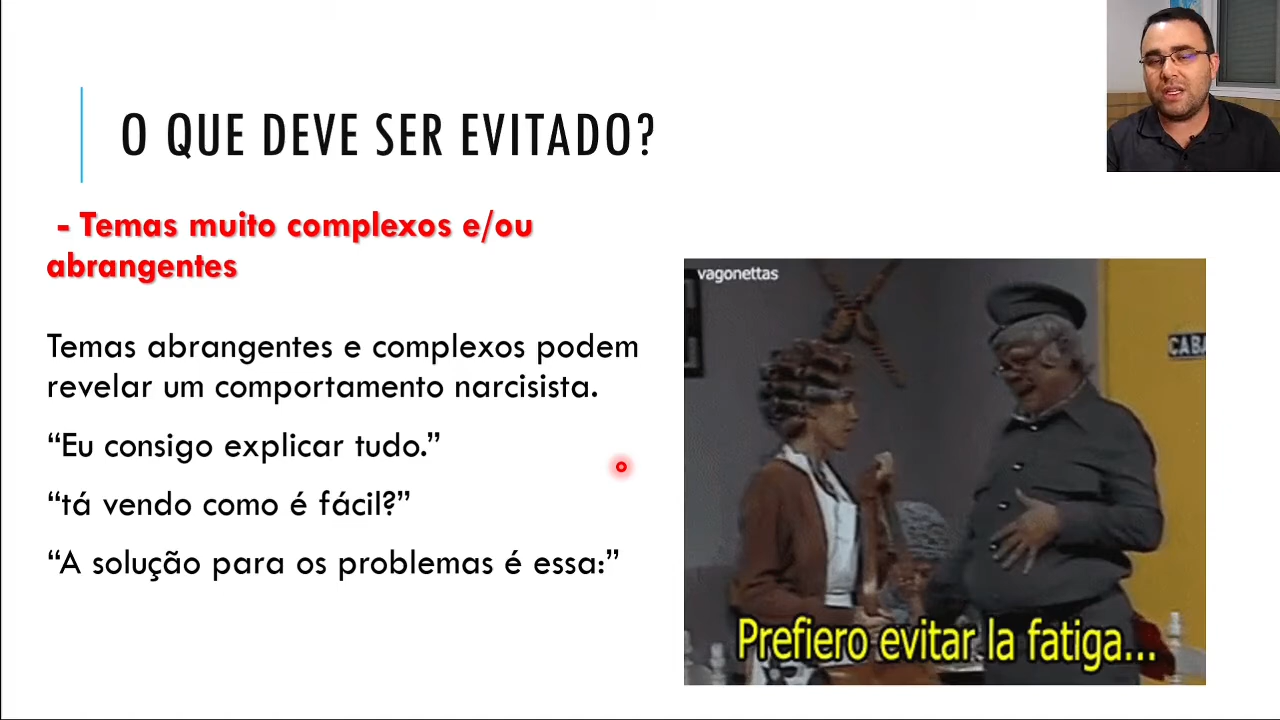 O QUE DEVE SER EVITADO?
- Temas muito complexos e/ou
abrangentes
Temas abrangentes e complexos podem
revelar um comportamento narcisista.
“Eu consigo explicar tudo.”
“tá vendo como é fácil?”
“A solução para os problemas é essa:”
vagonettas
CABA
Prefiero evitar la fatiga...